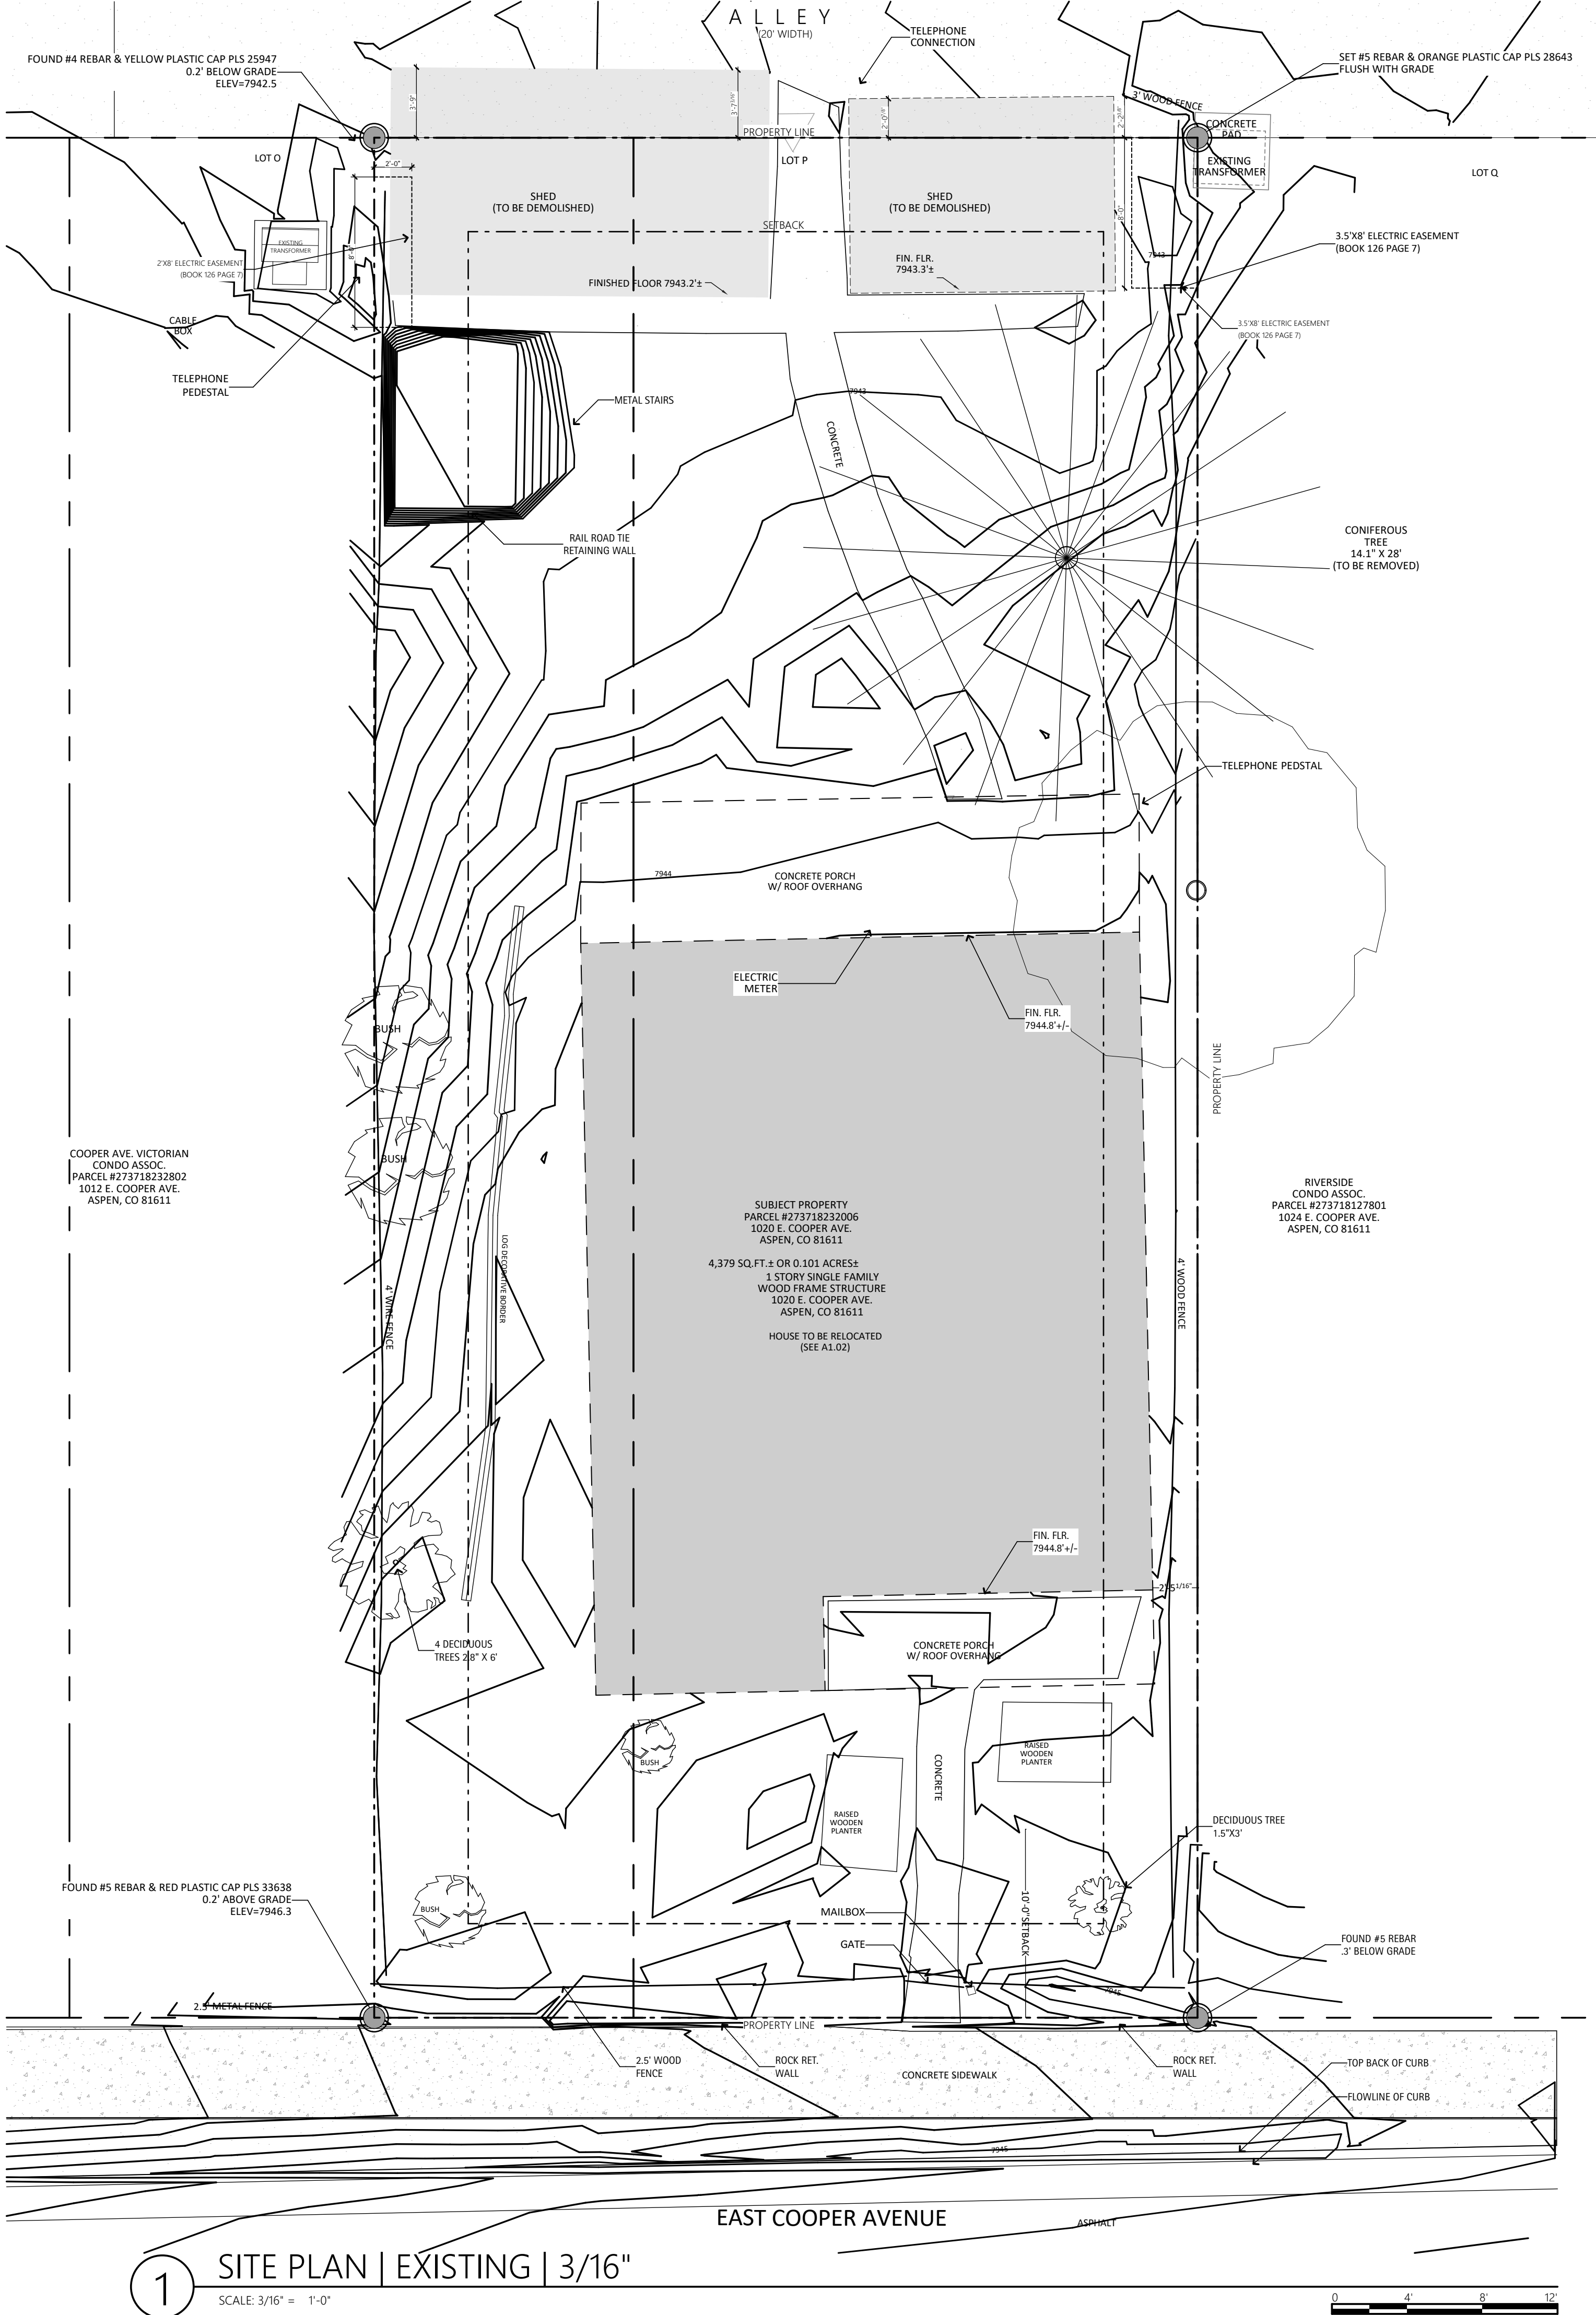 ALLEY
(20' WIDTH)
TELEPHONE
CONNECTION
FOUND #4 REBAR & YELLOW PLASTIC CAP PLS 25947
0.2' BELOW GRADE
ELEV=7942.5
SET #5 REBAR & ORANGE PLASTIC CAP PLS 28643
FLUSH WITH GRADE
3'-9"
3' WOOD FENCE
CONCRETE
PAD
PROPERTY LINE
LOT O
2'-0"
LOT P
EXISTING
TRANSFORMER
LOT Q
SHED
(TO BE DEMOLISHED)
SHED
(TO BE DEMOLISHED)
8'-0"
SETBACK
EXISTING
TRANSFORMER
8'-0"
3.5'X8' ELECTRIC EASEMENT
(BOOK 126 PAGE 7)
7943
2'X8' ELECTRIC EASEMENT
(BOOK 126 PAGE 7)
FIN. FLR.
7943.3'±
FINISHED FLOOR 7943.2'±
CABLE
BOX
3.5'X8' ELECTRIC EASEMENT
(BOOK 126 PAGE 7)
TELEPHONE
PEDESTAL
METAL STAIRS
7943
CONCRETE
RAIL ROAD TIE
RETAINING WALL
CONIFEROUS
TREE
14.1" X 28'
(TO BE REMOVED)
TELEPHONE PEDSTAL
7944
CONCRETE PORCH
W/ ROOF OVERHANG
ELECTRIC
METER
FIN. FLR.
7944.8'+/-
BUSH
PROPERTY LINE
BUSH
COOPER AVE. VICTORIAN
CONDO ASSOC.
PARCEL #273718232802
1012 E. COOPER AVE.
ASPEN, CO 81611
SUBJECT PROPERTY
PARCEL #273718232006
1020 E. COOPER AVE.
ASPEN, CO 81611
4,379 SQ.FT.± OR 0.101 ACRES±
1 STORY SINGLE FAMILY
WOOD FRAME STRUCTURE
1020 E. COOPER AVE.
ASPEN, CO 81611
HOUSE TO BE RELOCATED
(SEE A1.02)
RIVERSIDE
CONDO ASSOC.
PARCEL #273718127801
1024 E. COOPER AVE.
ASPEN, CO 81611
LOG DECORATIVE BORDER
4' WIRE FENCE
4' WOOD FENCE
FIN. FLR.
7944.8'+/-
2'-5 1/16"
4 DECIDUOUS
TREES 2.8" X 6'
CONCRETE PORCH
W/ ROOF OVERHANG
BUSH
CONCRETE
RAISED
WOODEN
PLANTER
RAISED
WOODEN
PLANTER
DECIDUOUS TREE
1.5"X3'
FOUND #5 REBAR & RED PLASTIC CAP PLS 33638
0.2' ABOVE GRADE
ELEV=7946.3
BUSH
MAILBOX
GATE
10'-0" SETBACK
FOUND #5 REBAR
.3' BELOW GRADE
2.5' METAL FENCE
PROPERTY LINE
2.5' WOOD
FENCE
ROCK RET.
WALL
CONCRETE SIDEWALK
ROCK RET.
WALL
TOP BACK OF CURB
FLOWLINE OF CURB
7945
EAST COOPER AVENUE
ASPHALT
1
SITE PLAN | EXISTING | 3/16"
SCALE: 3/16" = 1'-0"
0 4' 8' 12'